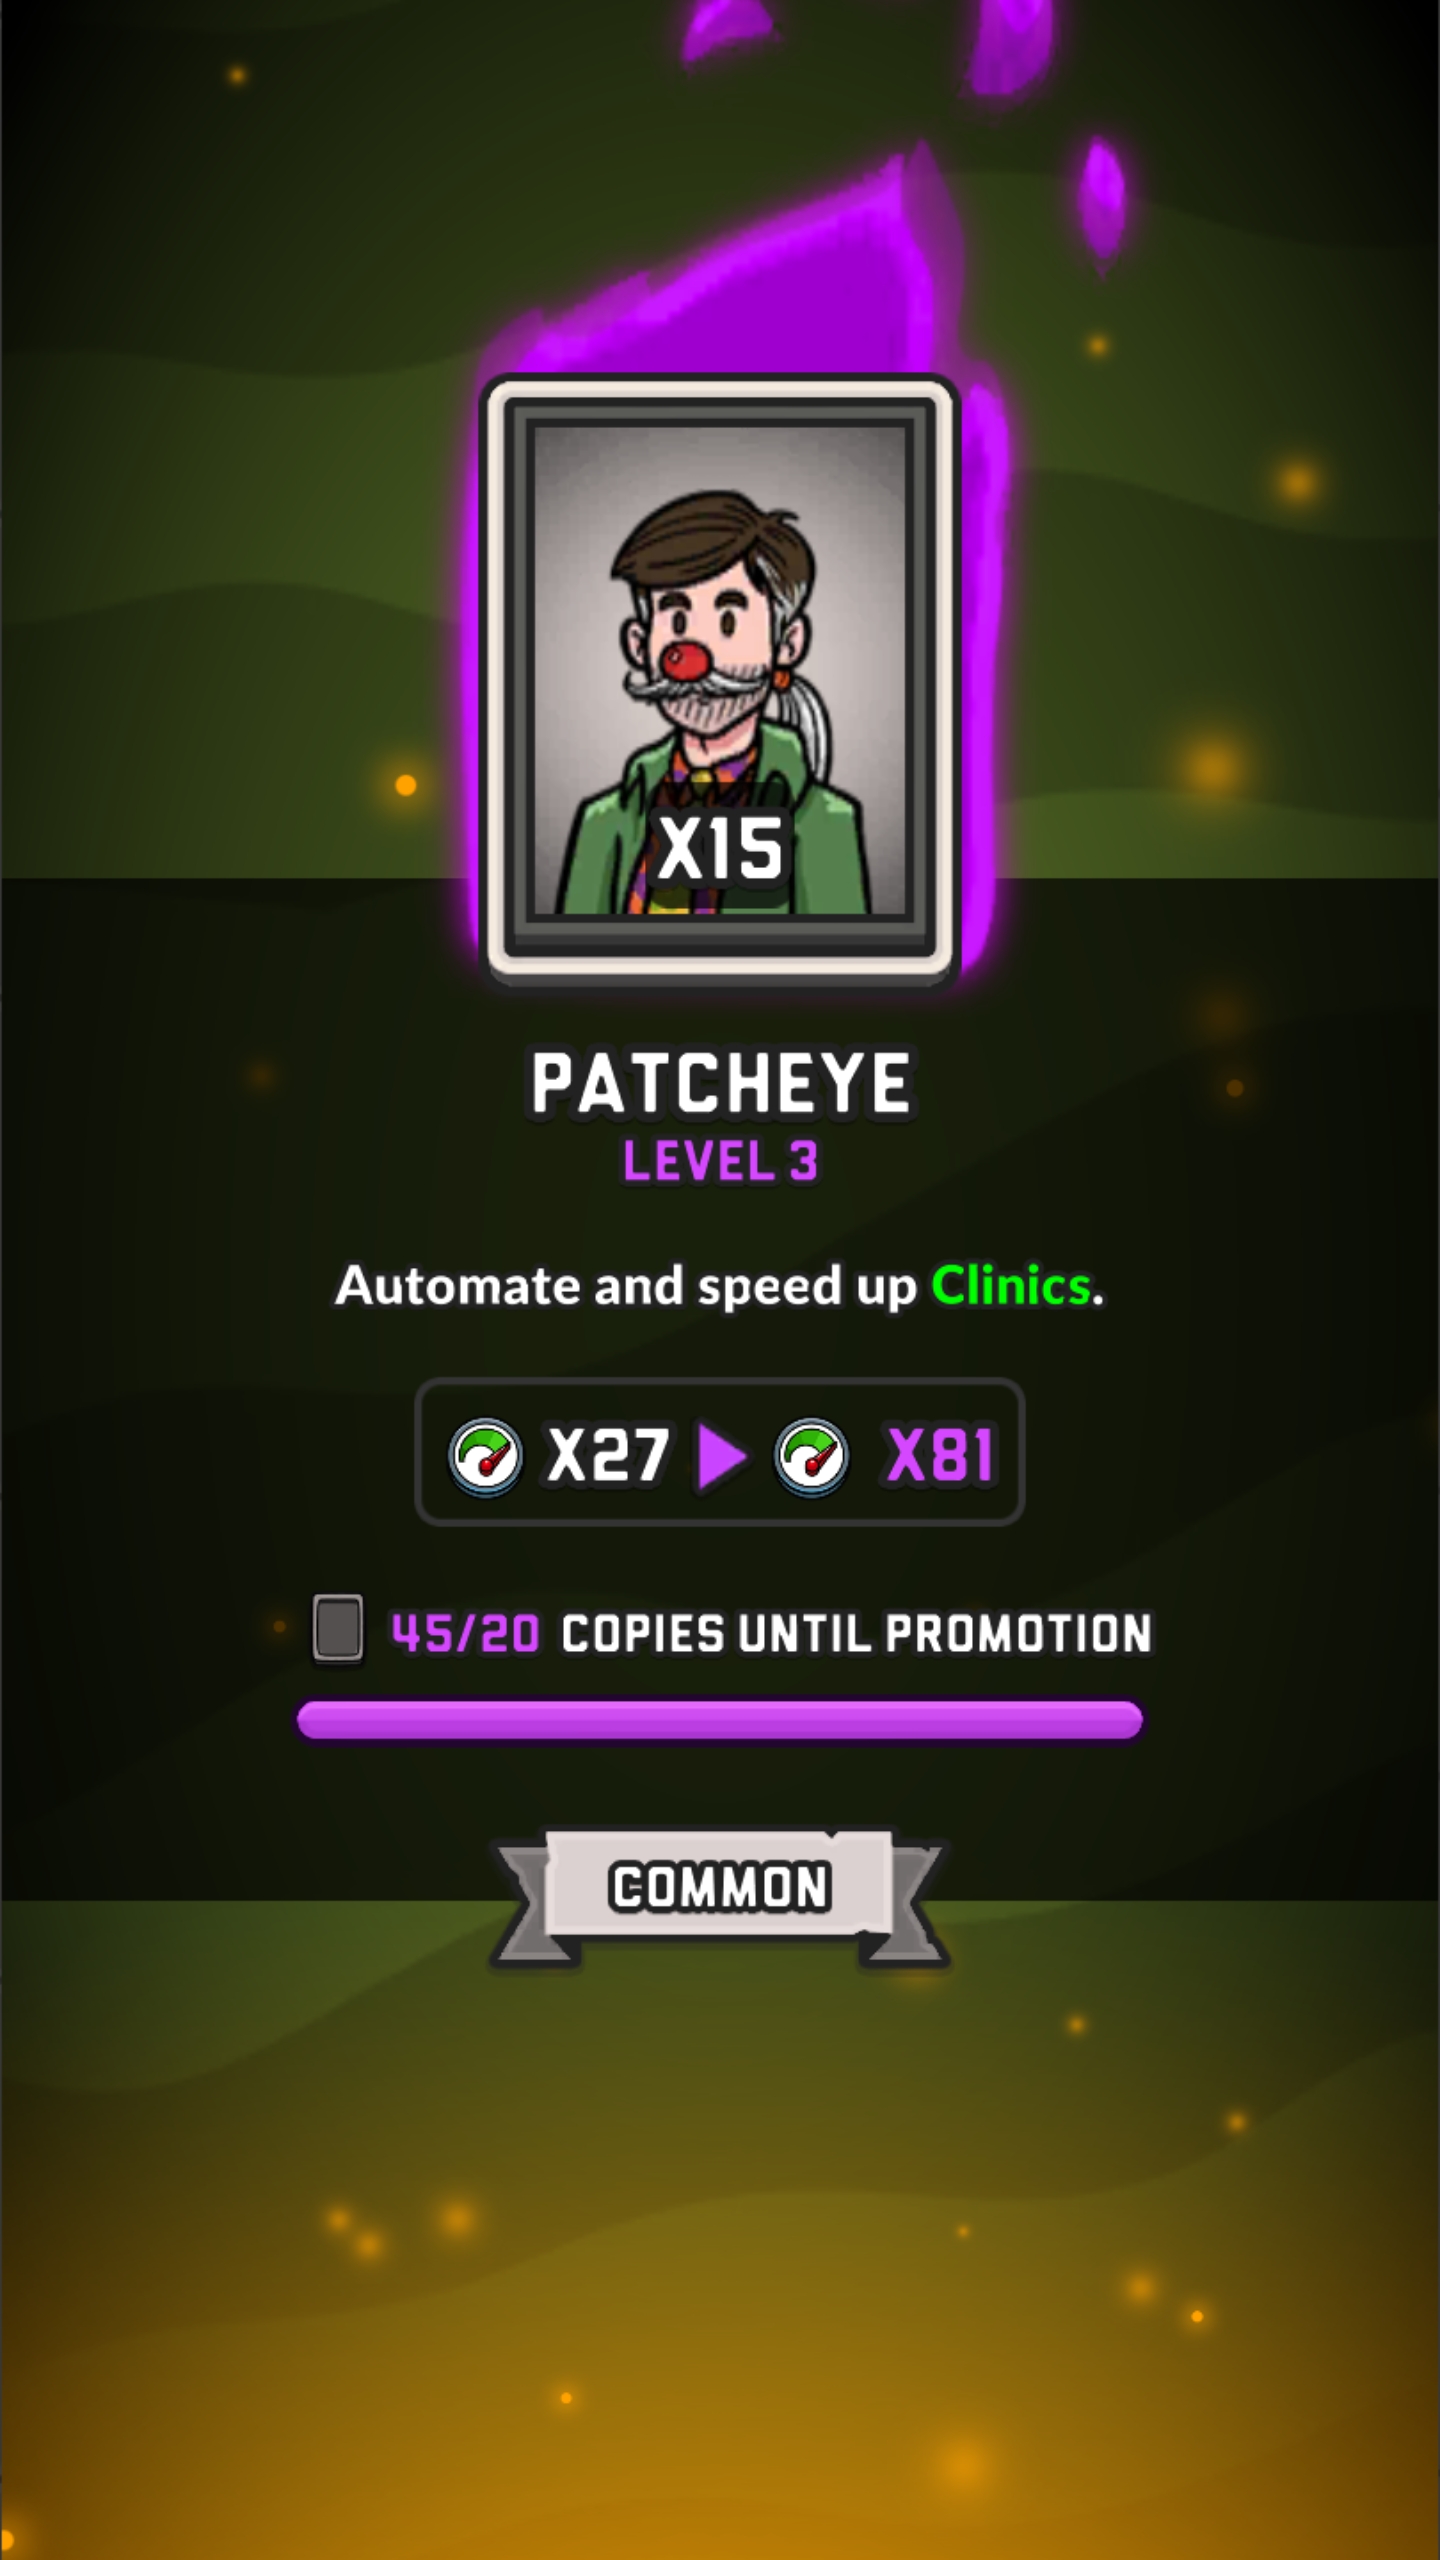 X15
PATCHEYE
LEVEL 3
Automate and speed up Clinics.
X27 X81
45/20 COPIES UNTIL PROMOTION
COMMON